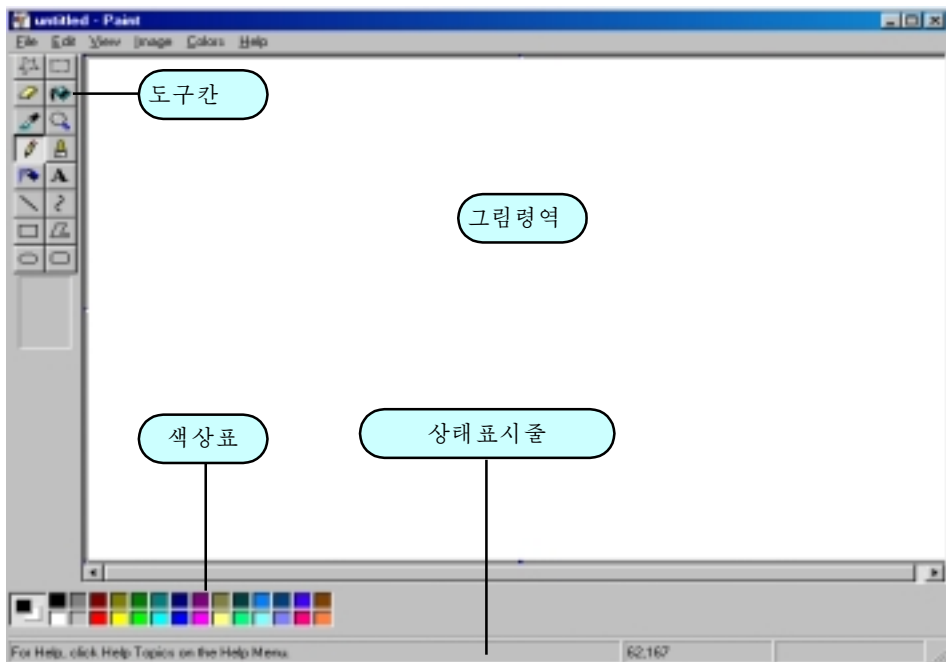 untitled - Paint
File Edit View Image Colors Help
도구칸
A
그림령역
색상표
상태표시줄
For Help, click Help Topics on the Help Menu.
62,167